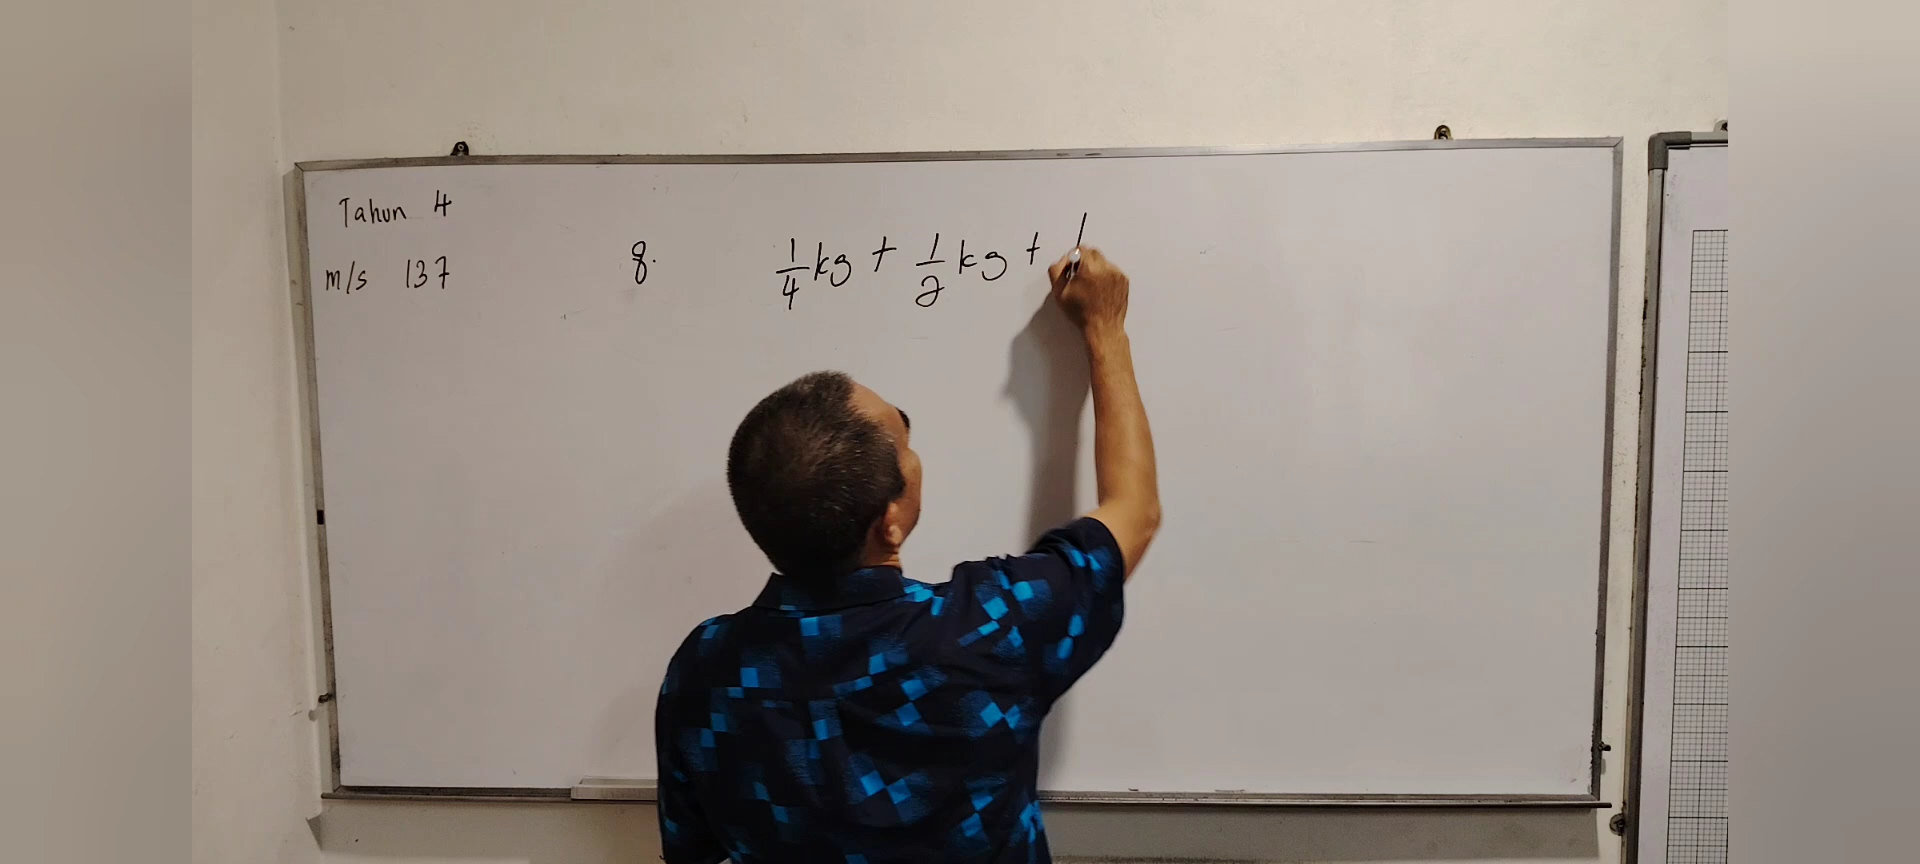 Tahun 4
m/s 137
8. 1/4 kg + 1/2 kg + 1